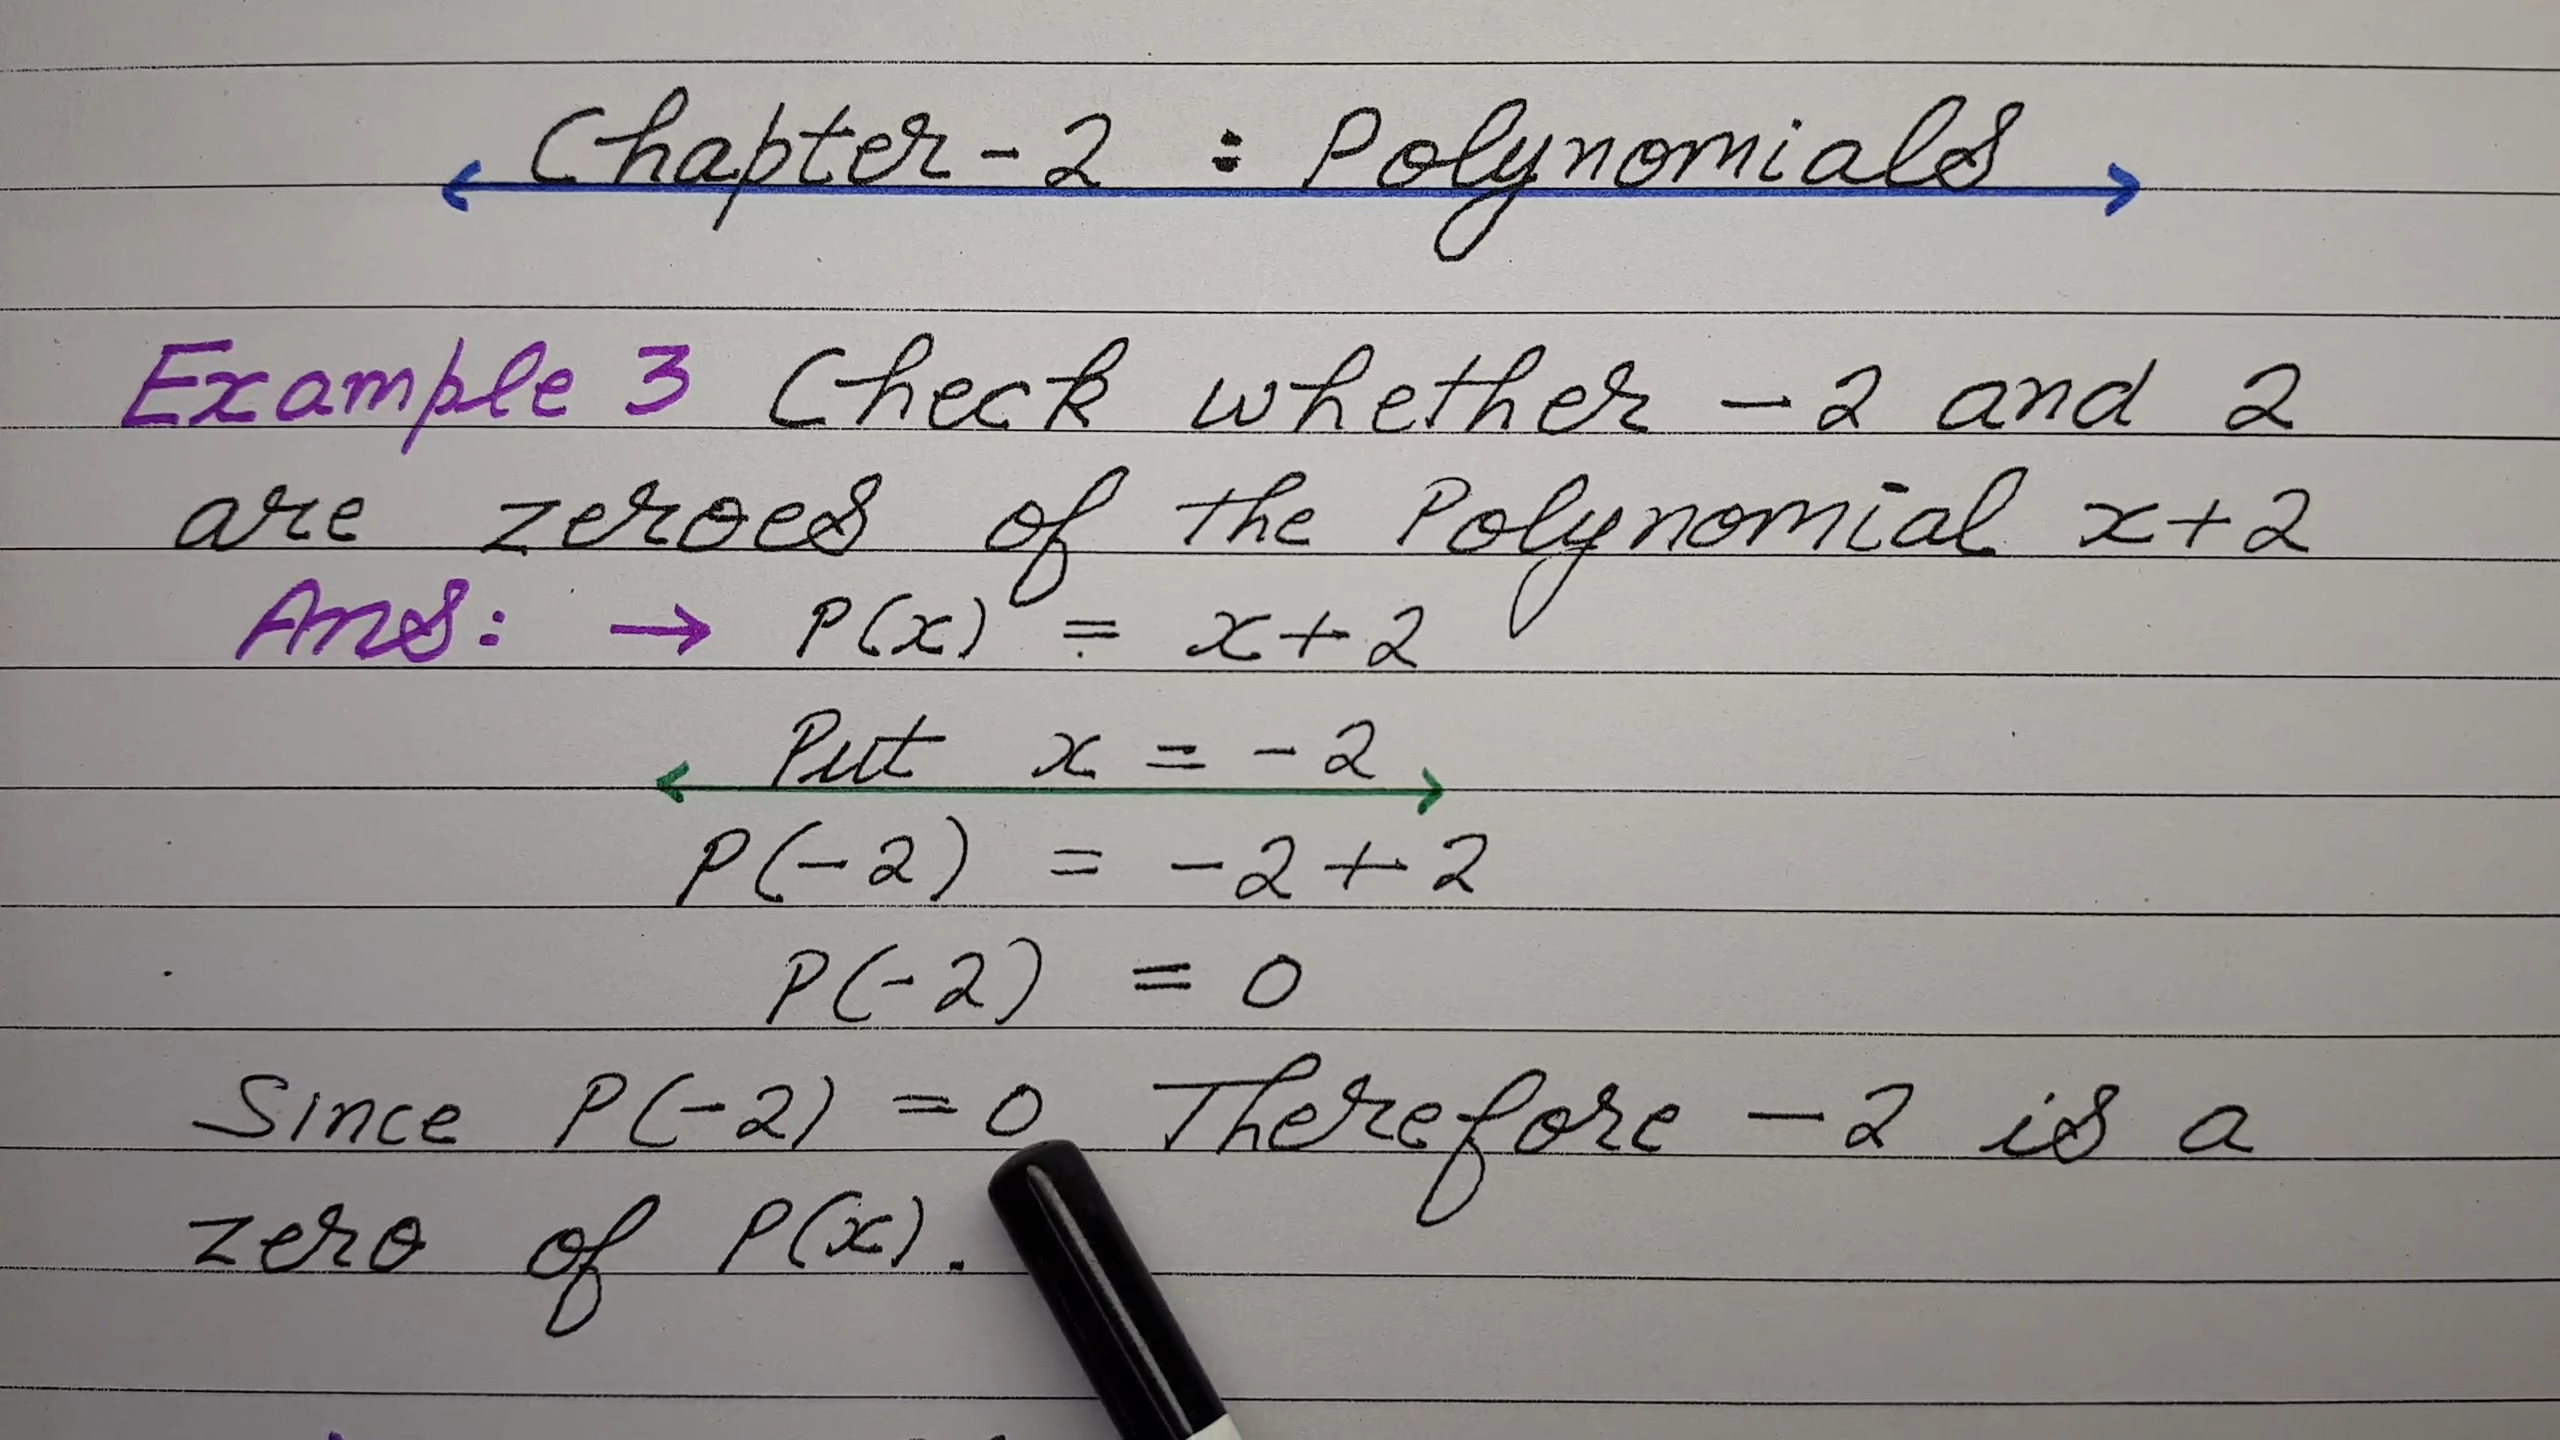 Chapter-2 : Polynomials
Example 3 Check whether -2 and 2
are zeroes of the Polynomial x+2
Ans: → P(x) = x+2
Put x = -2
P(-2) = -2+2
P(-2) = 0
Since P(-2) = 0 Therefore -2 is a
zero of P(x).